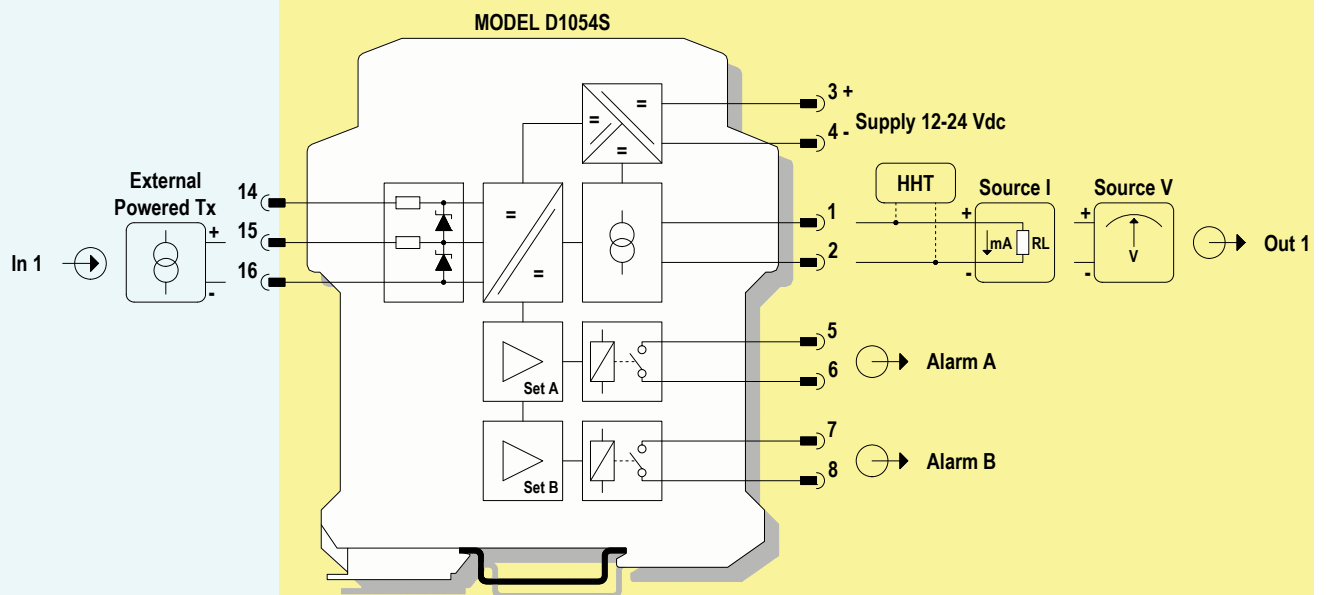 MODEL D1054S
3 +
4 -
Supply 12-24 Vdc
=
=
=
External
Powered Tx
In 1
+
-
14
15
16
=
=
1
2
HHT
Source I
+
mA
RL
-
Source V
+
V
-
Out 1
Set A
5
6
Alarm A
Set B
7
8
Alarm B